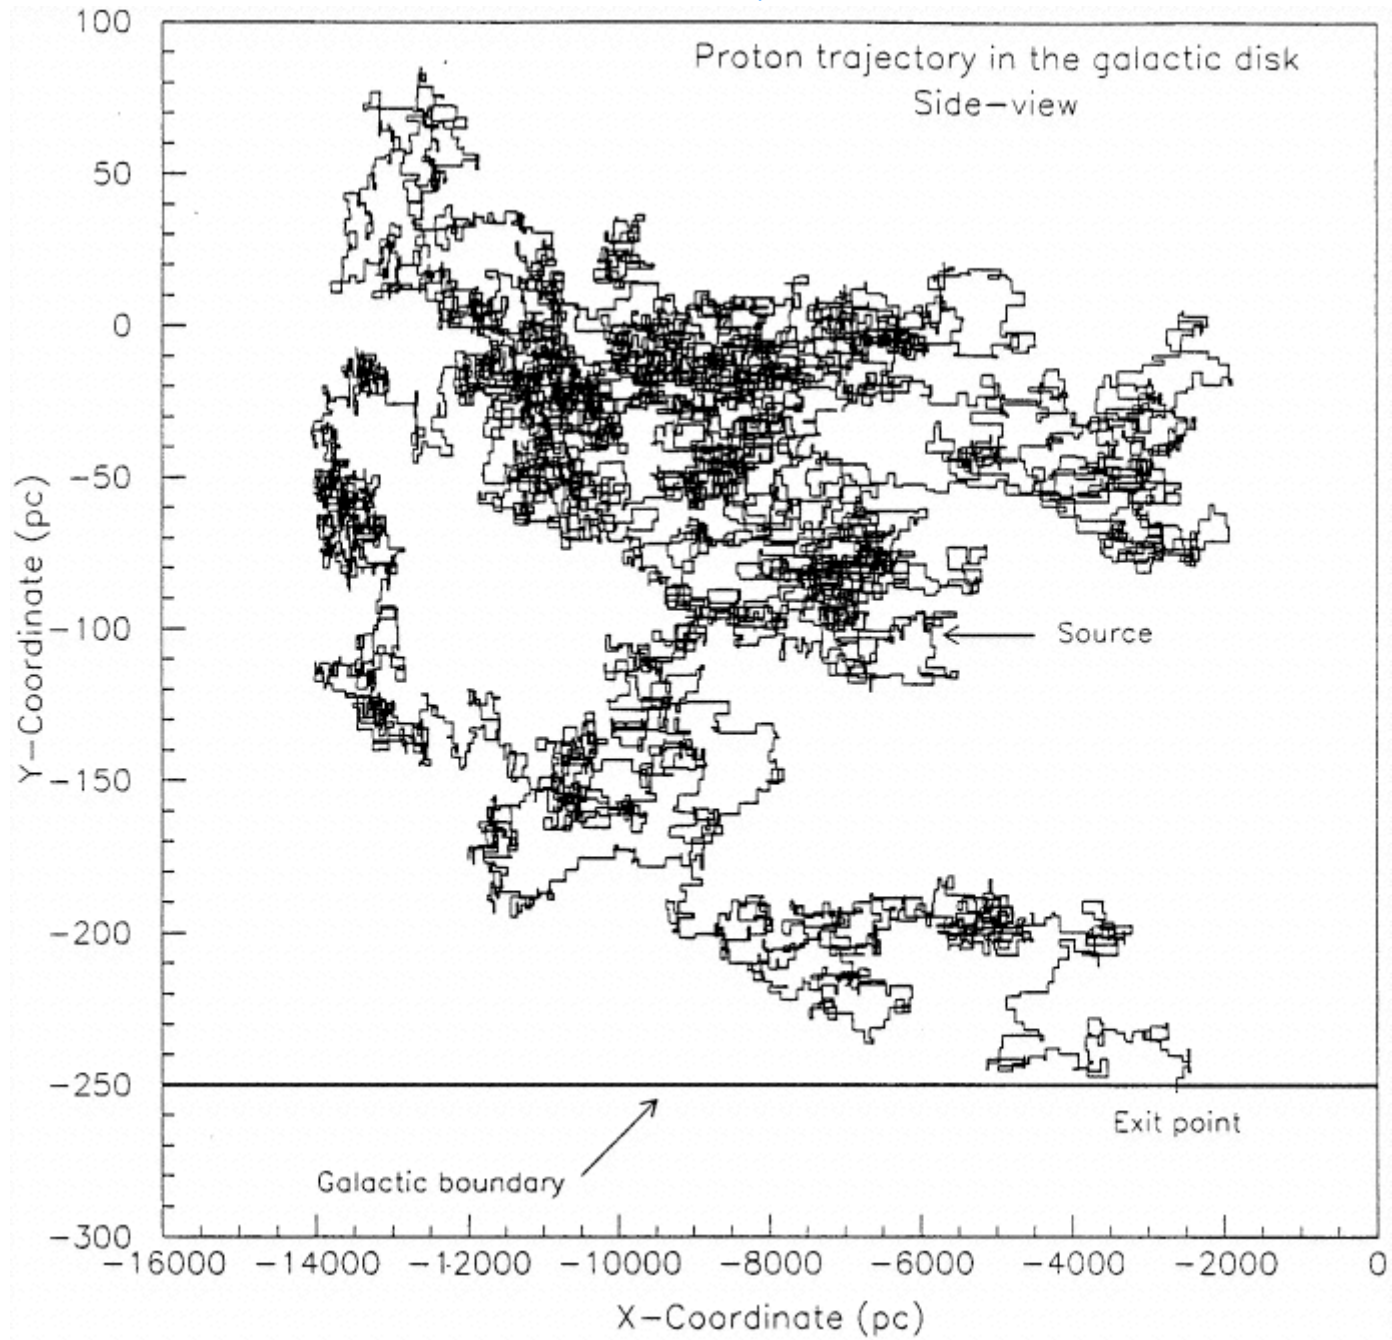 100
50
0
−50
−100
−150
−200
−250
−300
Y−Coordinate (pc)
Proton trajectory in the galactic disk
Side−view
Source
Exit point
Galactic boundary
−16000 −14000 −12000 −10000 −8000 −6000 −4000 −2000 0
X−Coordinate (pc)